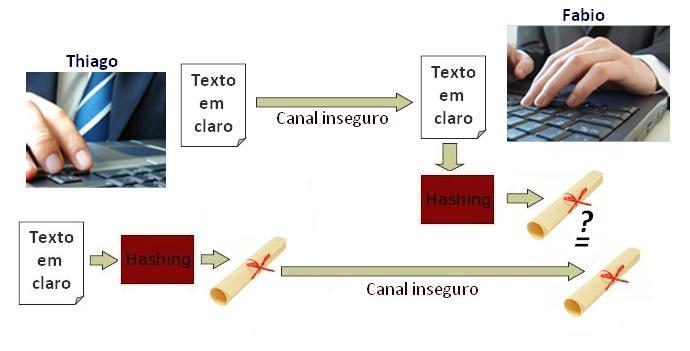 Fabio
Thiago
Texto
em
claro
Canal inseguro
Texto
em
claro
Hashing
?
=
Texto
em
claro
Hashing
Canal inseguro